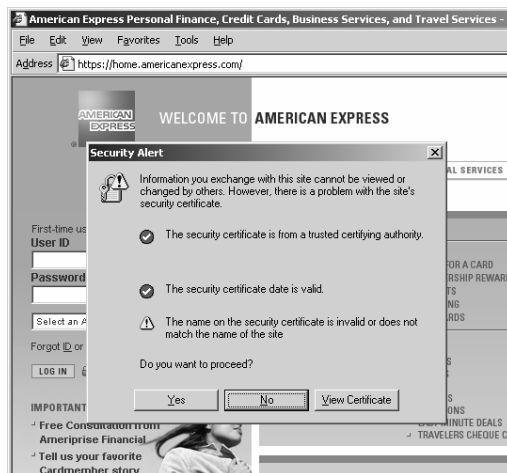 American Express Personal Finance, Credit Cards, Business Services, and Travel Services -
File Edit View Favorites Tools Help
Address https://home.americanexpress.com/
AMERICAN
EXPRESS
®
WELCOME TO AMERICAN EXPRESS
Security Alert
Information you exchange with this site cannot be viewed or
changed by others. However, there is a problem with the site's
security certificate.
The security certificate is from a trusted certifying authority.
The security certificate date is valid.
The name on the security certificate is invalid or does not
match the name of the site
Do you want to proceed?
Yes No View Certificate
AL SERVICES
First-time us
User ID
Password
Select an A
Forgot ID or
LOG IN
IMPORTANT
Free Consultation from
Ameriprise Financial
Tell us your favorite
Cardmember story
FOR A CARD
RSHIP REWAR
TS
NG
RDS
S
S
ONS
MINUTE DEALS
TRAVELERS CHEQUE C